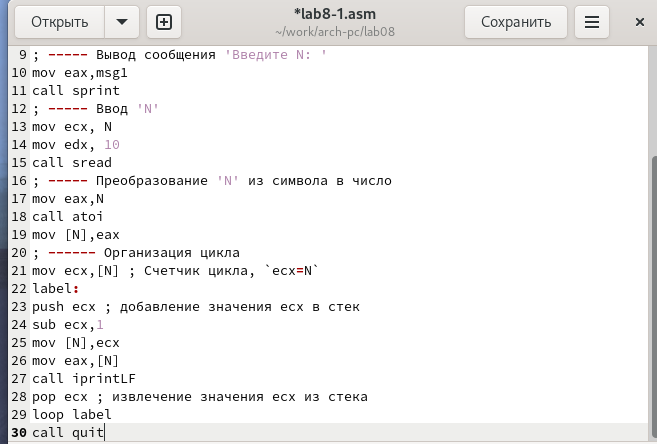 Открыть
*lab8-1.asm
~/work/arch-pc/lab08
Сохранить
9 ; ----- Вывод сообщения 'Введите N: '
10 mov eax,msg1
11 call sprint
12 ; ----- Ввод 'N'
13 mov ecx, N
14 mov edx, 10
15 call sread
16 ; ----- Преобразование 'N' из символа в число
17 mov eax,N
18 call atoi
19 mov [N],eax
20 ; ------ Организация цикла
21 mov ecx,[N] ; Счетчик цикла, `ecx=N`
22 label:
23 push ecx ; добавление значения ecx в стек
24 sub ecx,1
25 mov [N],ecx
26 mov eax,[N]
27 call iprintLF
28 pop ecx ; извлечение значения ecx из стека
29 loop label
30 call quit